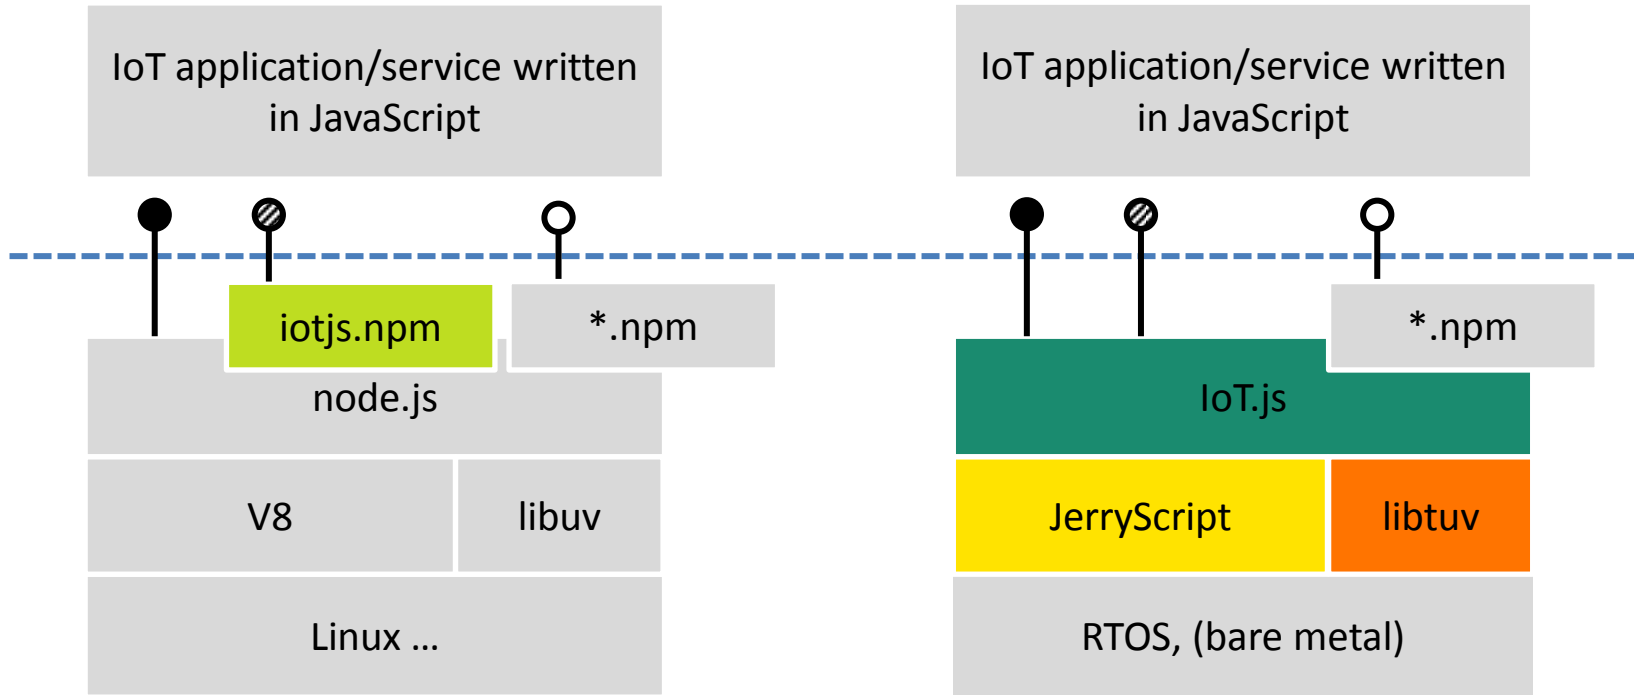 IoT application/service written
in JavaScript
iotjs.npm
*.npm
node.js
V8
libuv
Linux ...
IoT application/service written
in JavaScript
*.npm
IoT.js
JerryScript
libtuv
RTOS, (bare metal)